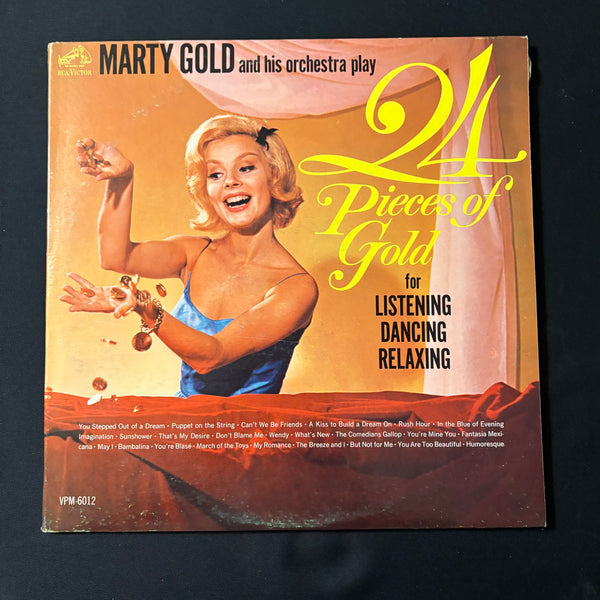 RCA VICTOR
MARTY GOLD and his orchestra play
24
Pieces of
Gold
for
LISTENING
DANCING
RELAXING
You Stepped Out of a Dream · Puppet on the String · Can't We Be Friends · A Kiss to Build a Dream On · Rush Hour · In the Blue of Evening
Imagination · Sunshower · That's My Desire · Don't Blame Me · Wendy · What's New · The Comedians Gallop · You're Mine You · Fantasia Mexi-
cana · May I · Bambalina · You're Blasé · March of the Toys · My Romance · The Breeze and I · But Not for Me · You Are Too Beautiful · Humoresque
VPM-6012